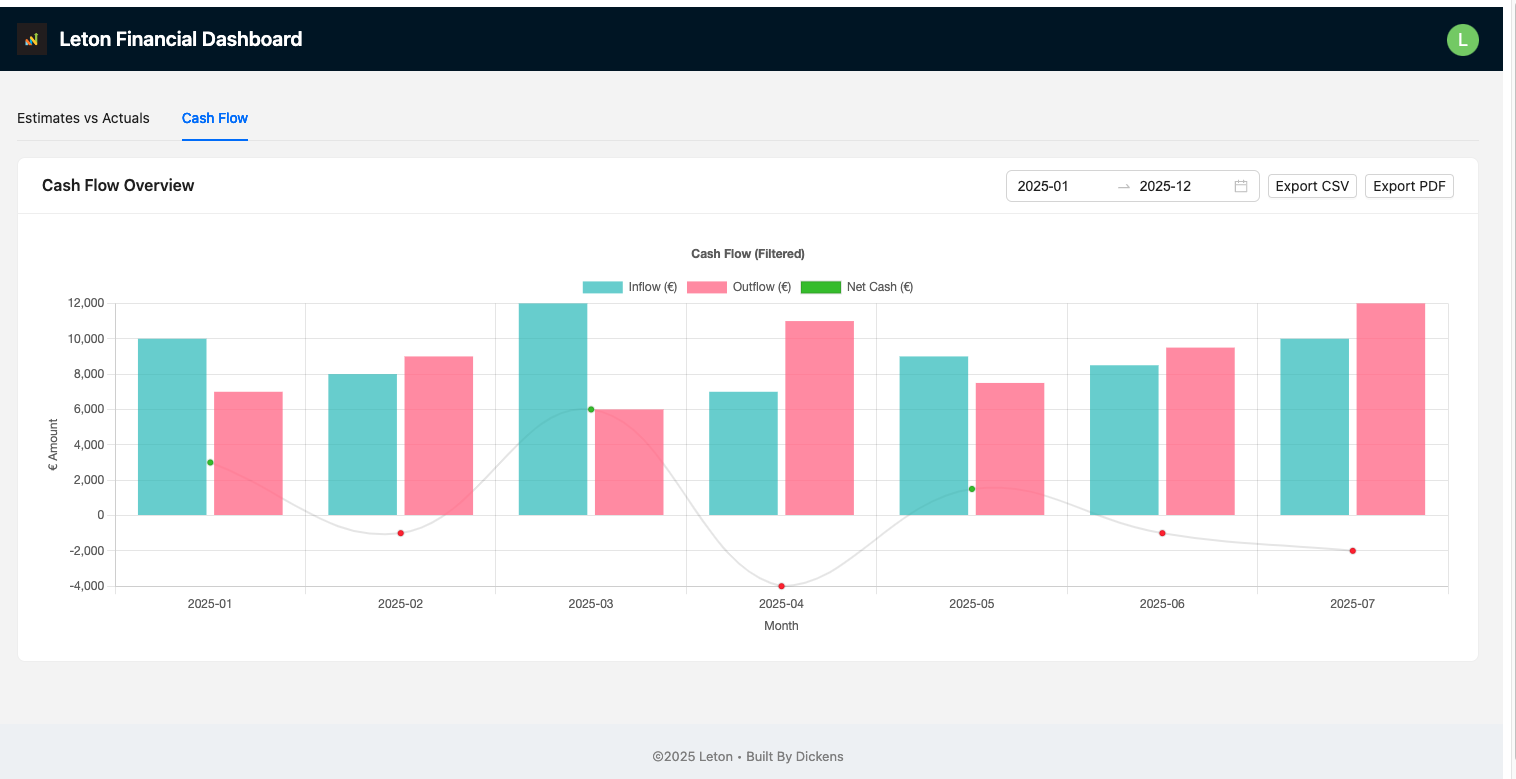 Leton Financial Dashboard
L
Estimates vs Actuals
Cash Flow
Cash Flow Overview
2025-01
2025-12
Export CSV
Export PDF
Cash Flow (Filtered)
Inflow (€)
Outflow (€)
Net Cash (€)
12,000
10,000
8,000
6,000
4,000
2,000
0
-2,000
-4,000
€ Amount
2025-01
2025-02
2025-03
2025-04
2025-05
2025-06
2025-07
Month
©2025 Leton • Built By Dickens